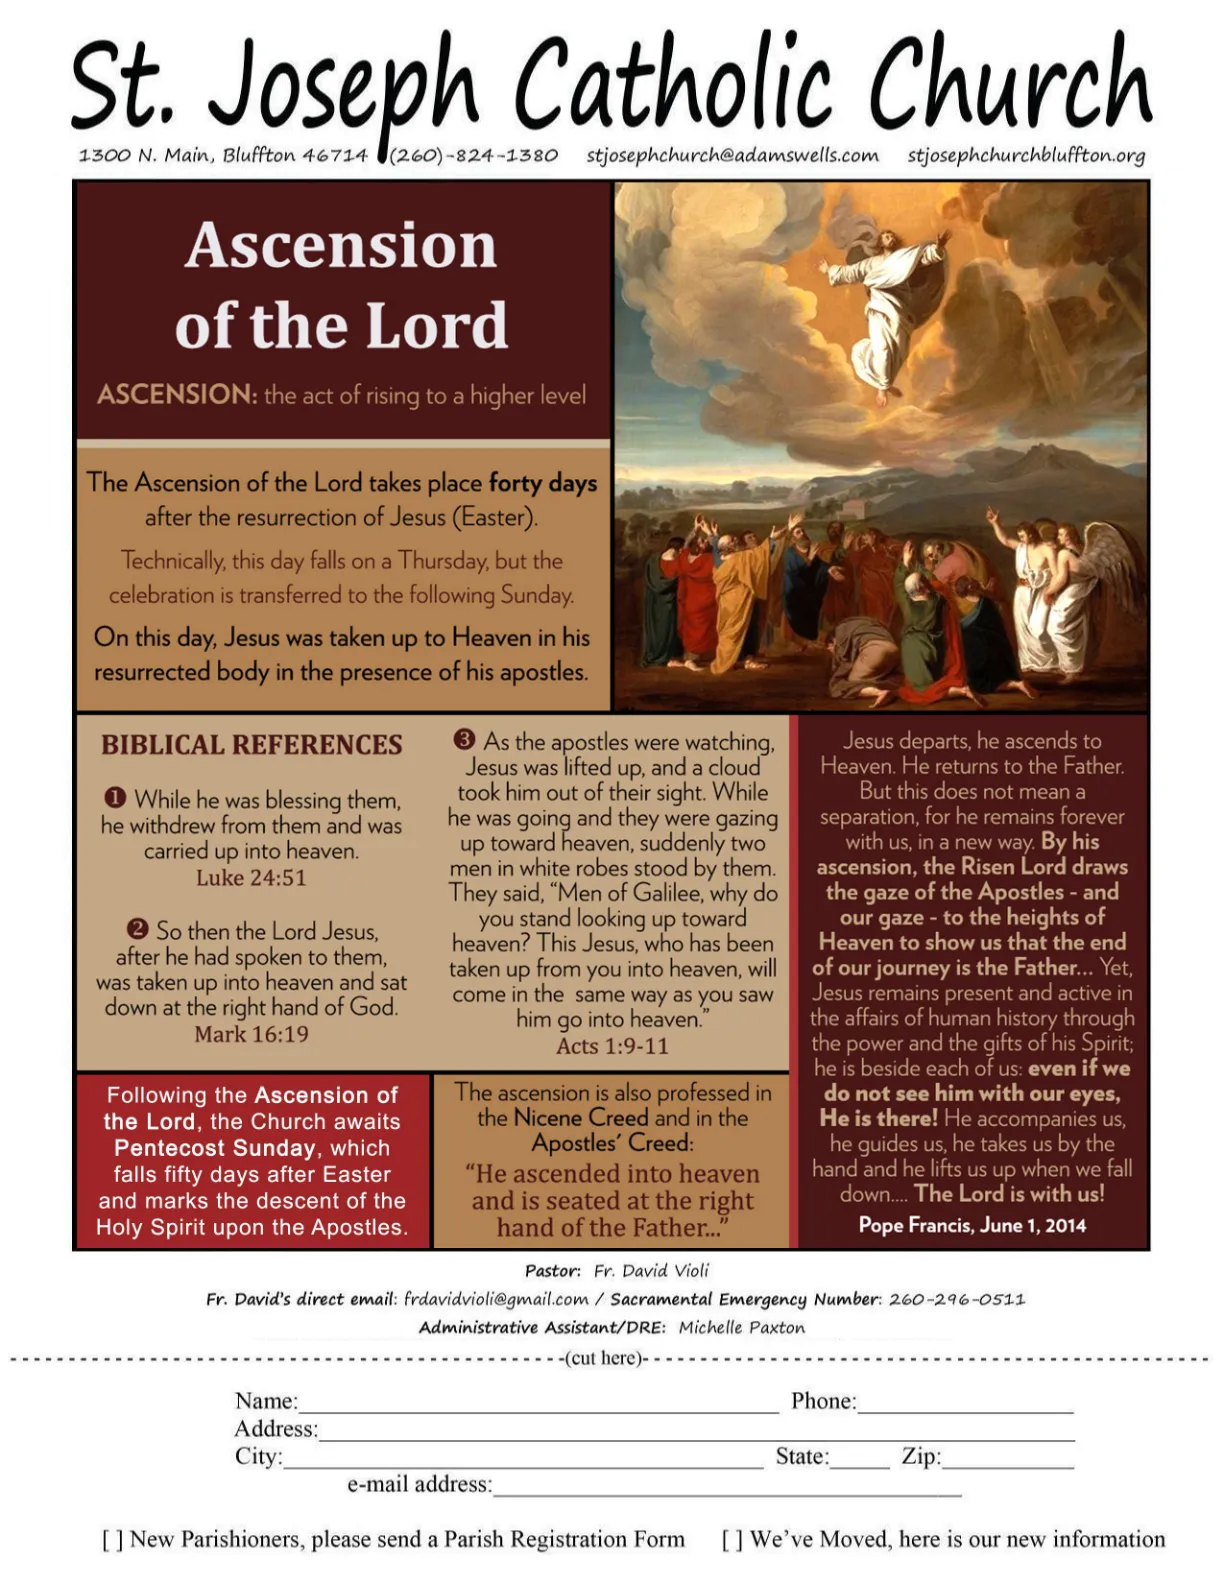 St. Joseph Catholic Church
1300 N. Main, Bluffton 46714 (260)-824-1380 stjosephchurch@adamswells.com stjosephchurchbluffton.org
Ascension
of the Lord
ASCENSION: the act of rising to a higher level
The Ascension of the Lord takes place forty days
after the resurrection of Jesus (Easter).
Technically, this day falls on a Thursday, but the
celebration is transferred to the following Sunday.
On this day, Jesus was taken up to Heaven in his
resurrected body in the presence of his apostles.
BIBLICAL REFERENCES
1 While he was blessing them,
he withdrew from them and was
carried up into heaven.
Luke 24:51
2 So then the Lord Jesus,
after he had spoken to them,
was taken up into heaven and sat
down at the right hand of God.
Mark 16:19
3 As the apostles were watching,
Jesus was lifted up, and a cloud
took him out of their sight. While
he was going and they were gazing
up toward heaven, suddenly two
men in white robes stood by them.
They said, “Men of Galilee, why do
you stand looking up toward
heaven? This Jesus, who has been
taken up from you into heaven, will
come in the same way as you saw
him go into heaven.”
Acts 1:9-11
Jesus departs, he ascends to
Heaven. He returns to the Father.
But this does not mean a
separation, for he remains forever
with us, in a new way. By his
ascension, the Risen Lord draws
the gaze of the Apostles - and
our gaze - to the heights of
Heaven to show us that the end
of our journey is the Father... Yet,
Jesus remains present and active in
the affairs of human history through
the power and the gifts of his Spirit;
he is beside each of us: even if we
do not see him with our eyes,
He is there! He accompanies us,
he guides us, he takes us by the
hand and he lifts us up when we fall
down.... The Lord is with us!
Pope Francis, June 1, 2014
Following the Ascension of
the Lord, the Church awaits
Pentecost Sunday, which
falls fifty days after Easter
and marks the descent of the
Holy Spirit upon the Apostles.
The ascension is also professed in
the Nicene Creed and in the
Apostles' Creed:
“He ascended into heaven
and is seated at the right
hand of the Father...”
Pastor: Fr. David Violi
Fr. David's direct email: frdavidvioli@gmail.com / Sacramental Emergency Number: 260-296-0511
Administrative Assistant/DRE: Michelle Paxton
(cut here)
Name: Phone:
Address:
City: State: Zip:
e-mail address:
[ ] New Parishioners, please send a Parish Registration Form [ ] We've Moved, here is our new information